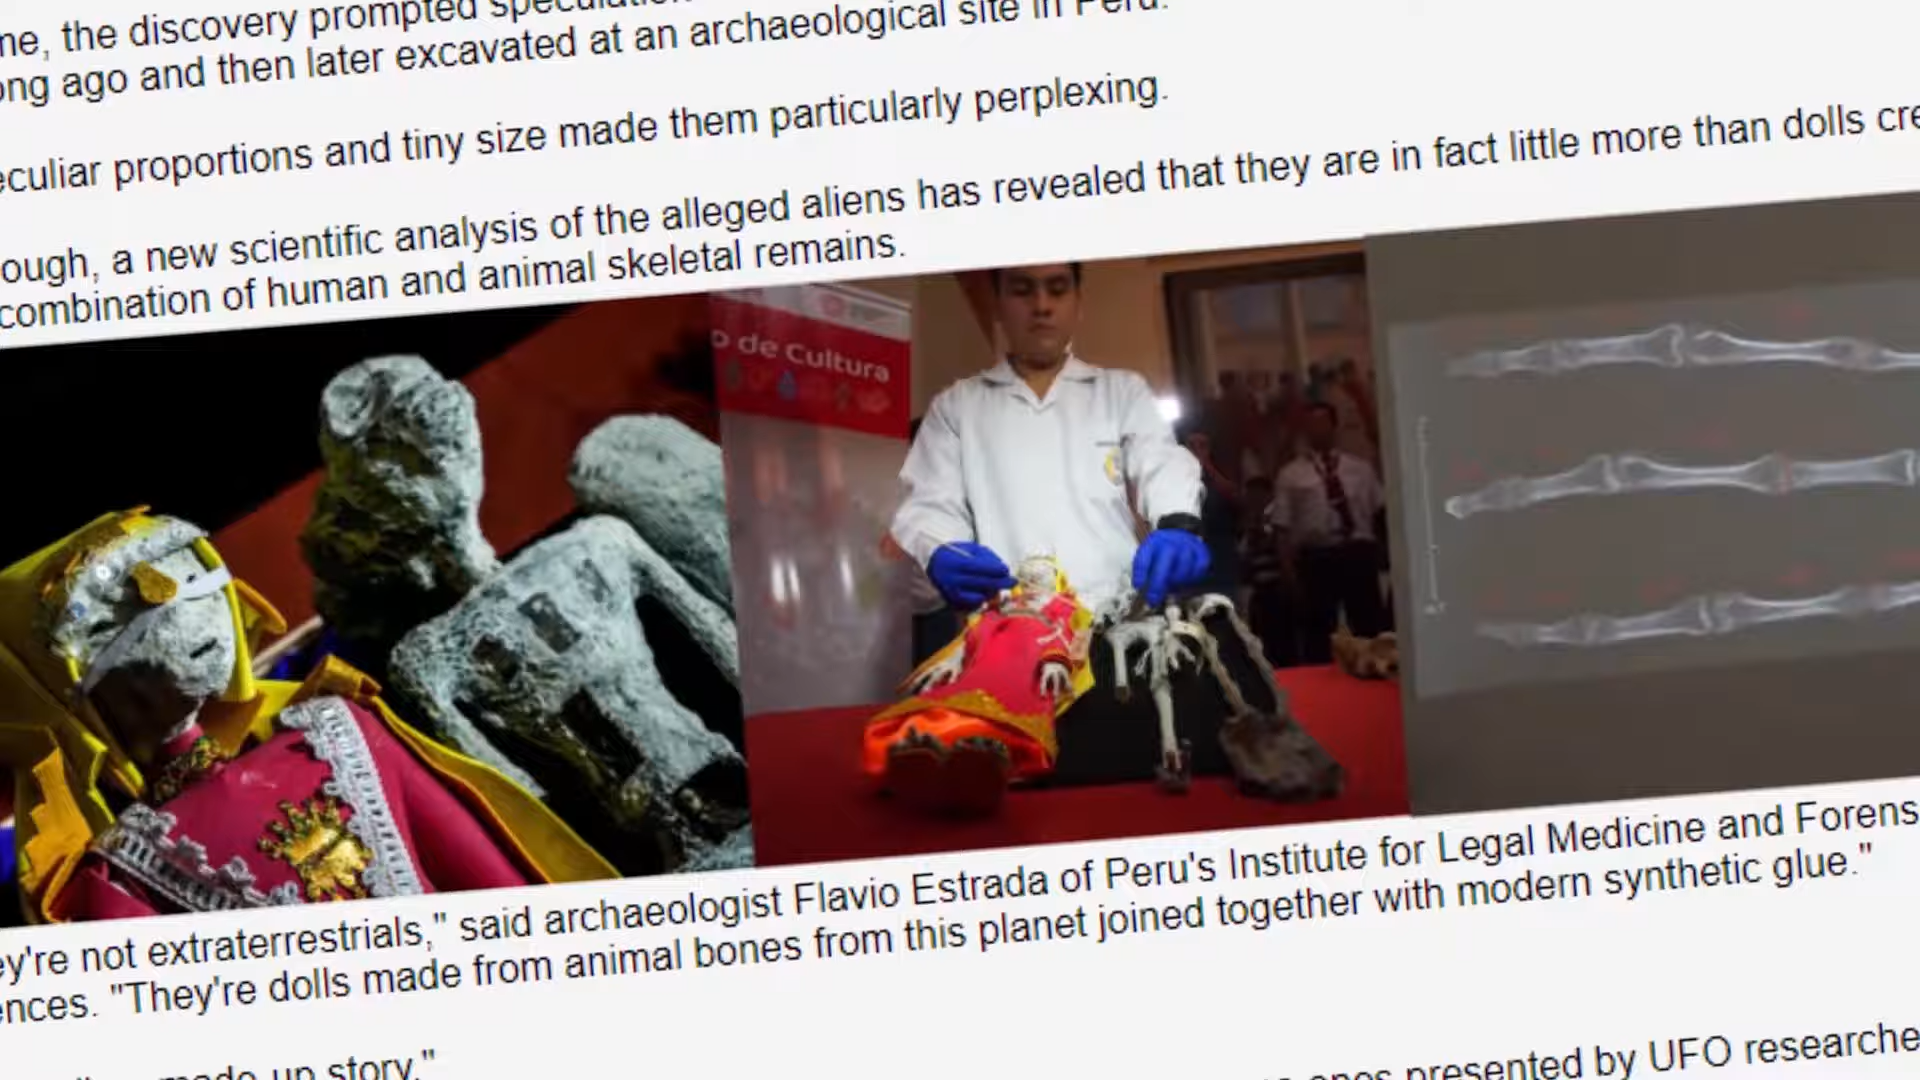 the discovery prompted
ong ago and then later excavated at an archaeological site in Peru.
eculiar proportions and tiny size made them particularly perplexing.
ough, a new scientific analysis of the alleged aliens has revealed that they are in fact little more than dolls cre
combination of human and animal skeletal remains.
o de Cultura
ey're not extraterrestrials," said archaeologist Flavio Estrada of Peru's Institute for Legal Medicine and Forens
ences. "They're dolls made from animal bones from this planet joined together with modern synthetic glue."
made up story."
presented by UFO researche